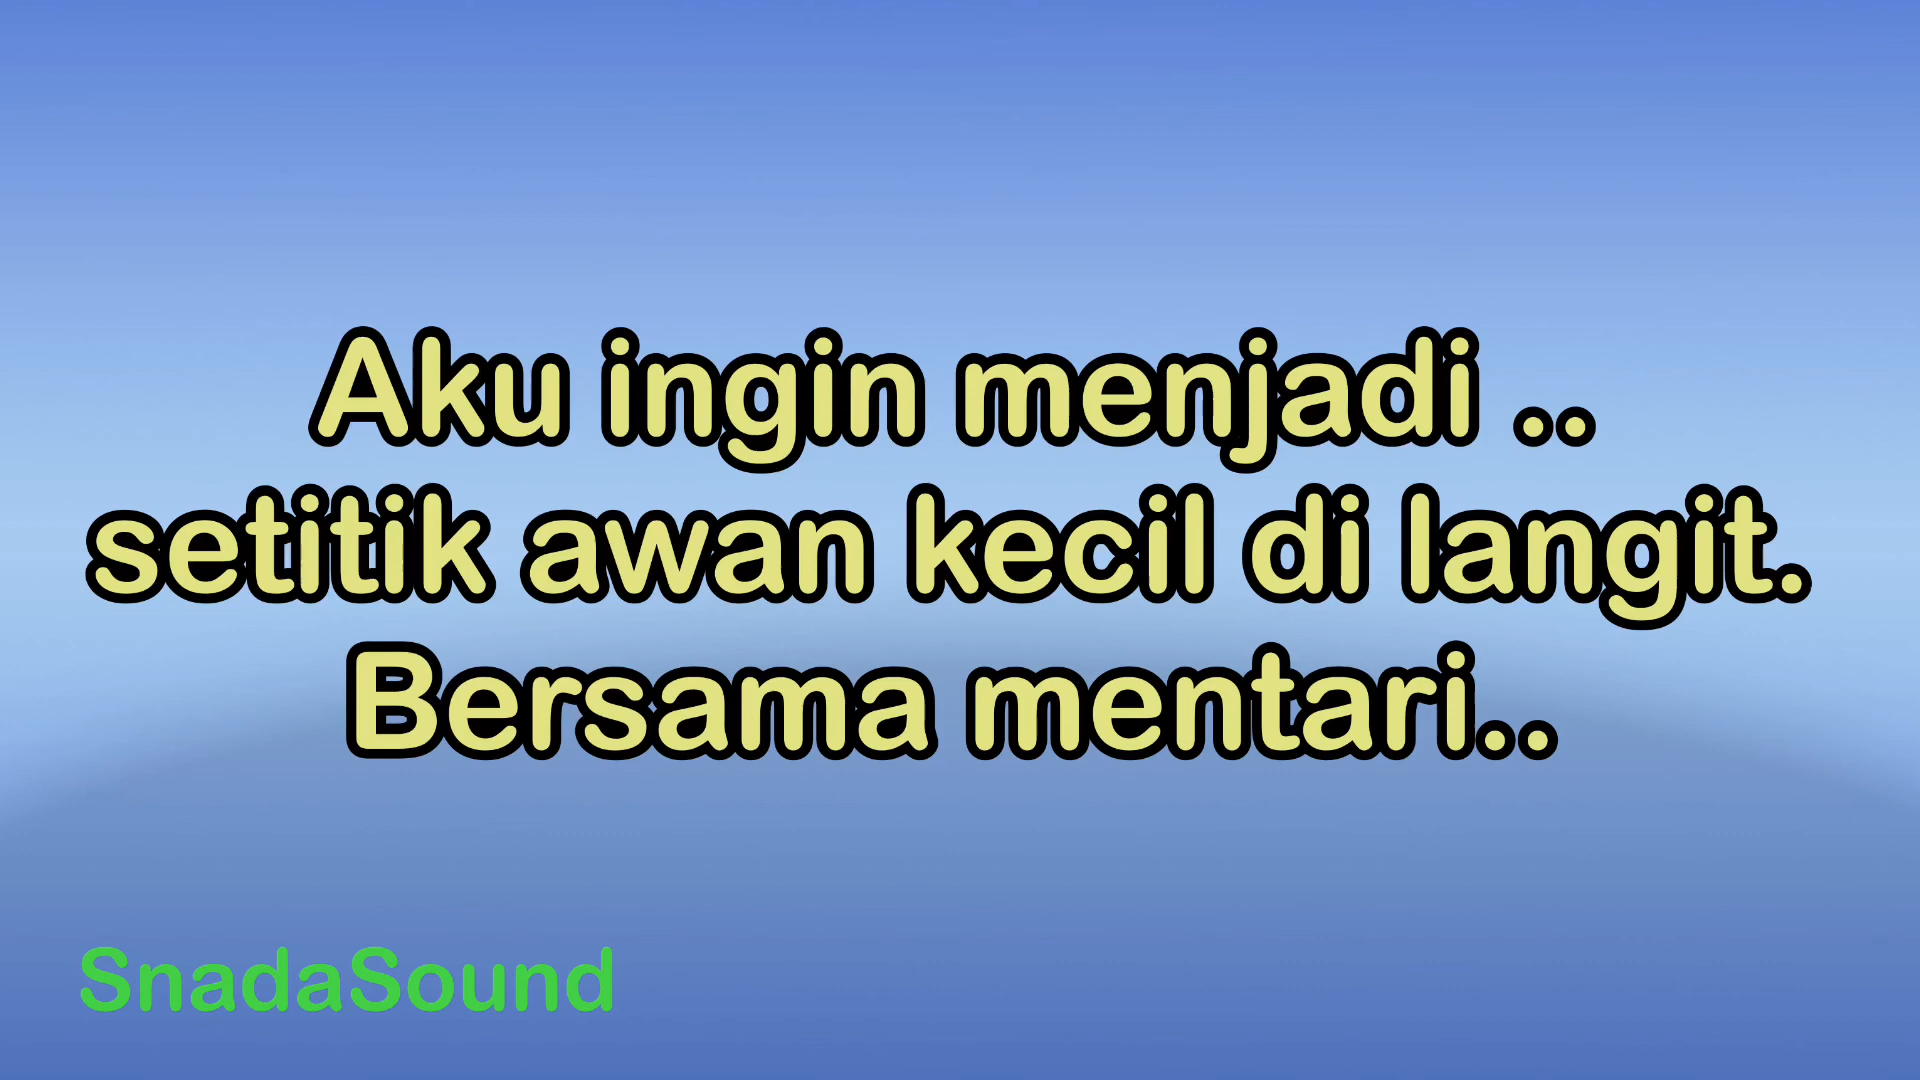 Aku ingin menjadi ..
setitik awan kecil di langit.
Bersama mentari..
SnadaSound